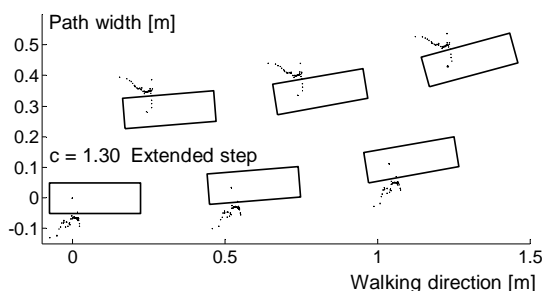 Path width [m]
0.5
0.4
0.3
0.2
c = 1.30 Extended step
0.1
0
-0.1
0 0.5 1 1.5
Walking direction [m]